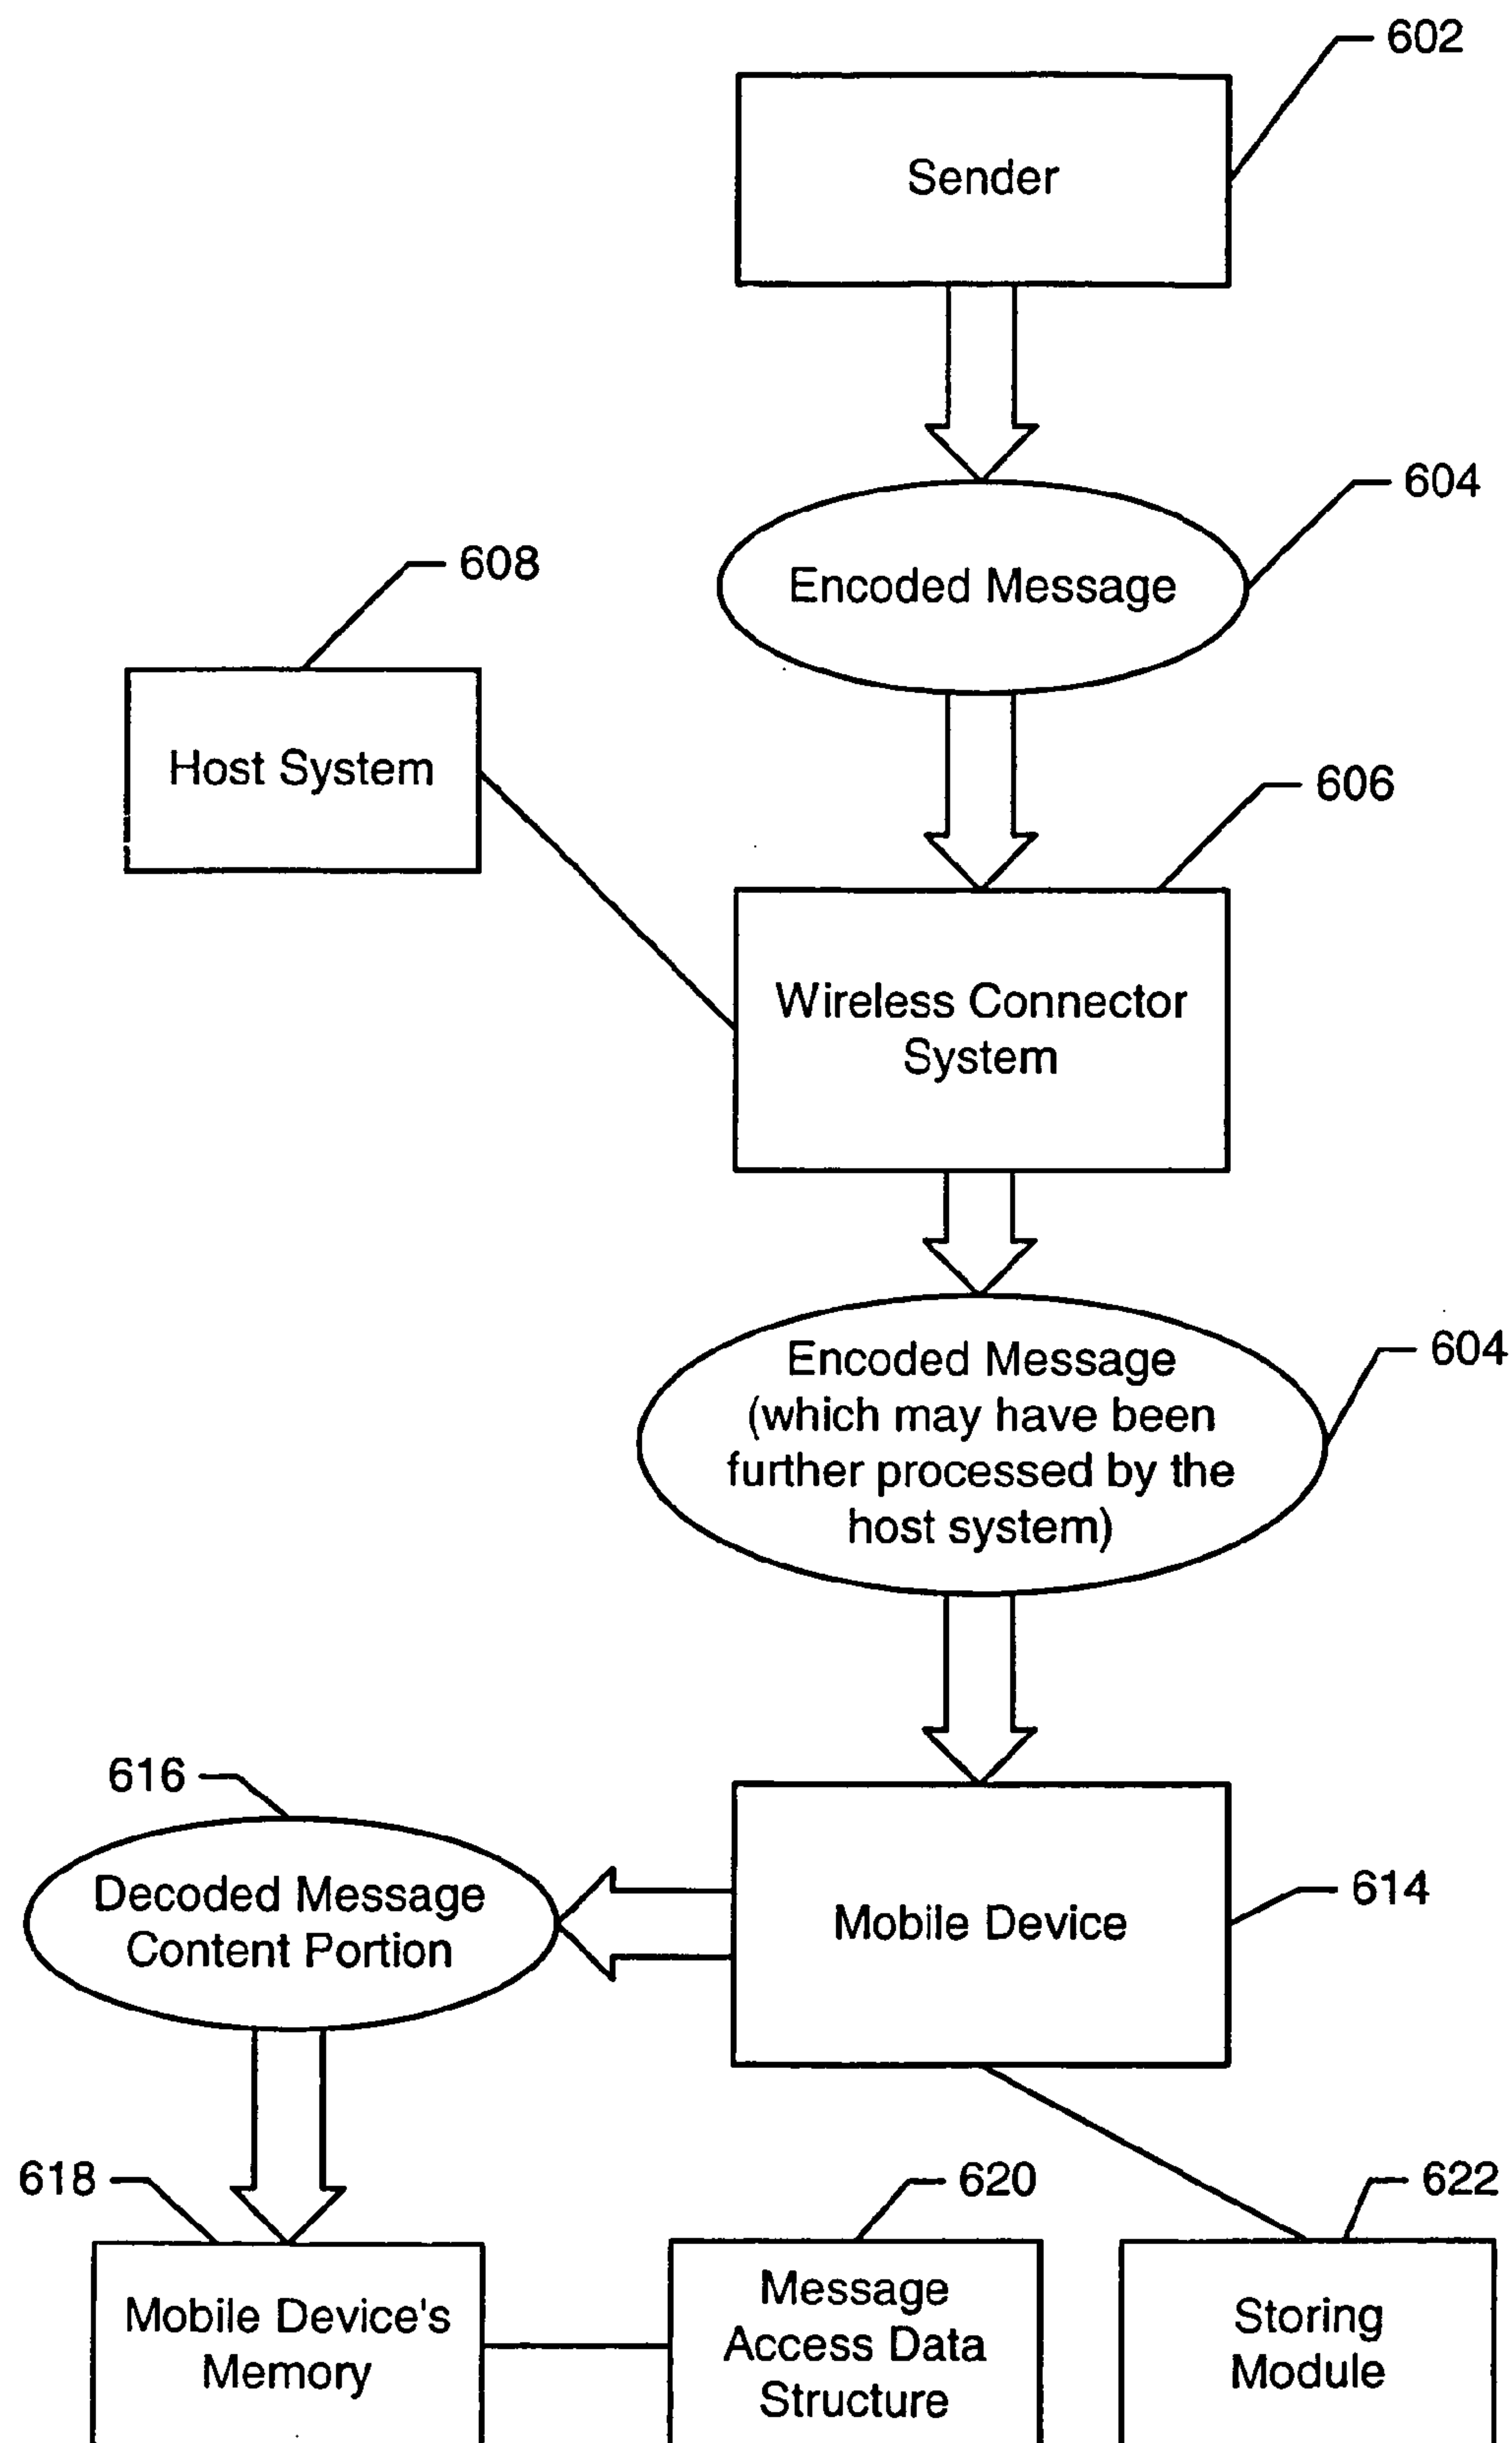 602
Sender
604
Encoded Message
608
Host System
606
Wireless Connector
System
604
Encoded Message
(which may have been
further processed by the
host system)
616
Decoded Message
Content Portion
614
Mobile Device
618
Mobile Device's
Memory
620
Message
Access Data
Structure
622
Storing
Module